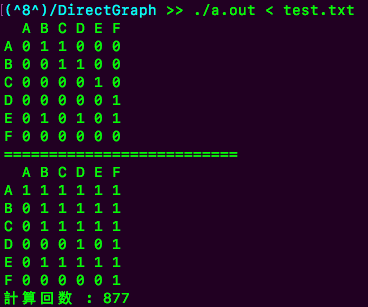 (^8^)/DirectGraph >> ./a.out < test.txt
  A B C D E F
A 0 1 1 0 0 0
B 0 0 1 1 0 0
C 0 0 0 0 1 0
D 0 0 0 0 0 1
E 0 1 0 1 0 1
F 0 0 0 0 0 0
==========================
  A B C D E F
A 1 1 1 1 1 1
B 0 1 1 1 1 1
C 0 1 1 1 1 1
D 0 0 0 1 0 1
E 0 1 1 1 1 1
F 0 0 0 0 0 1
計算回数 : 877